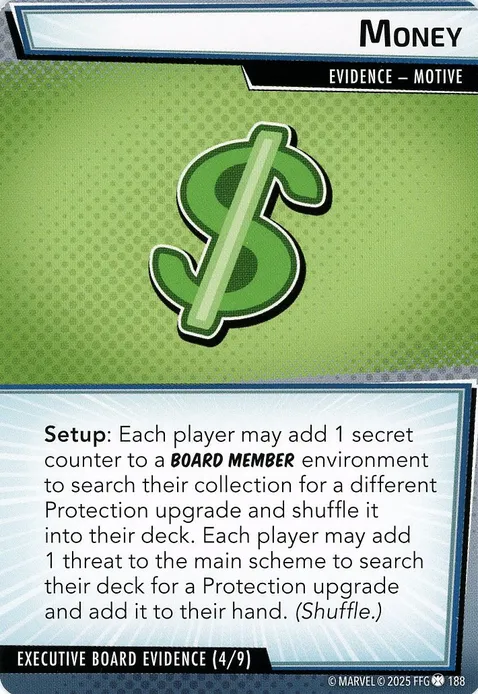 Money
EVIDENCE – MOTIVE
Setup: Each player may add 1 secret
counter to a BOARD MEMBER environment
to search their collection for a different
Protection upgrade and shuffle it
into their deck. Each player may add
1 threat to the main scheme to search
their deck for a Protection upgrade
and add it to their hand. (Shuffle.)
EXECUTIVE BOARD EVIDENCE (4/9)
© MARVEL © 2025 FFG 188